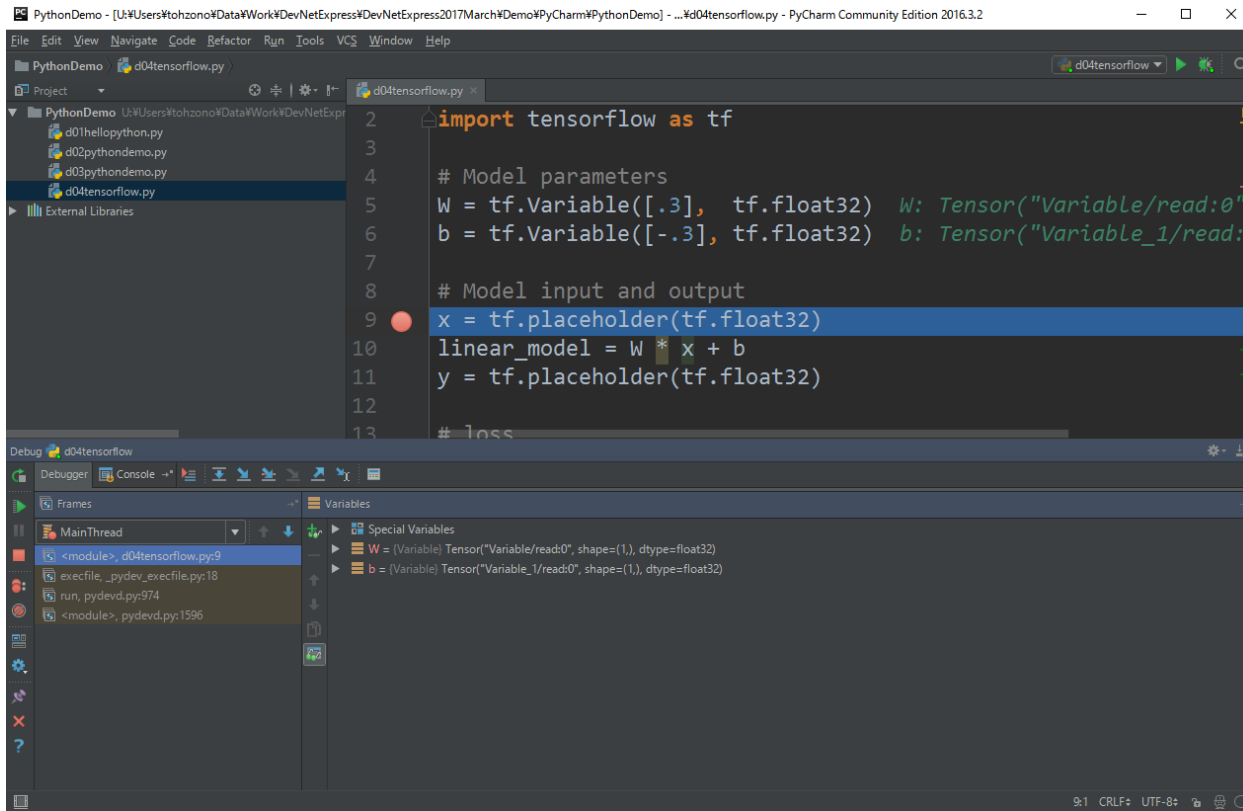 PC PythonDemo - [U:¥Users¥tohzono¥Data¥Work¥DevNetExpress¥DevNetExpress2017March¥Demo¥PyCharm¥PythonDemo] - ...¥d04tensorflow.py - PyCharm Community Edition 2016.3.2
File Edit View Navigate Code Refactor Run Tools VCS Window Help
PythonDemo d04tensorflow.py d04tensorflow
Project d04tensorflow.py
PythonDemo U:¥Users¥tohzono¥Data¥Work¥DevNetExpr
d01hellopython.py
d02pythondemo.py
d03pythondemo.py
d04tensorflow.py
External Libraries
2 import tensorflow as tf
3
4 # Model parameters
5 W = tf.Variable([.3], tf.float32) W: Tensor("Variable/read:0"
6 b = tf.Variable([-.3], tf.float32) b: Tensor("Variable_1/read:
7
8 # Model input and output
9 x = tf.placeholder(tf.float32)
10 linear_model = W * x + b
11 y = tf.placeholder(tf.float32)
12
13 # loss
Debug d04tensorflow
Debugger Console
Frames
MainThread
<module>, d04tensorflow.py:9
execfile, _pydev_execfile.py:18
run, pydevd.py:974
<module>, pydevd.py:1596
Variables
Special Variables
W = {Variable} Tensor("Variable/read:0", shape=(1,), dtype=float32)
b = {Variable} Tensor("Variable_1/read:0", shape=(1,), dtype=float32)
9:1 CRLF UTF-8